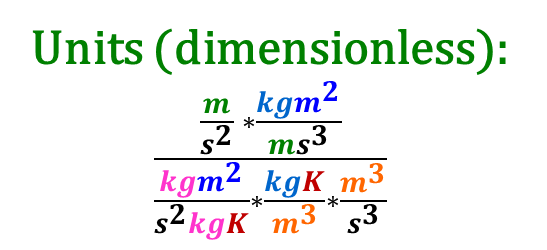 Units (dimensionless):
m/s² * kgm²/ms³
kgm²/s²kgK * kgK/m³ * m³/s³